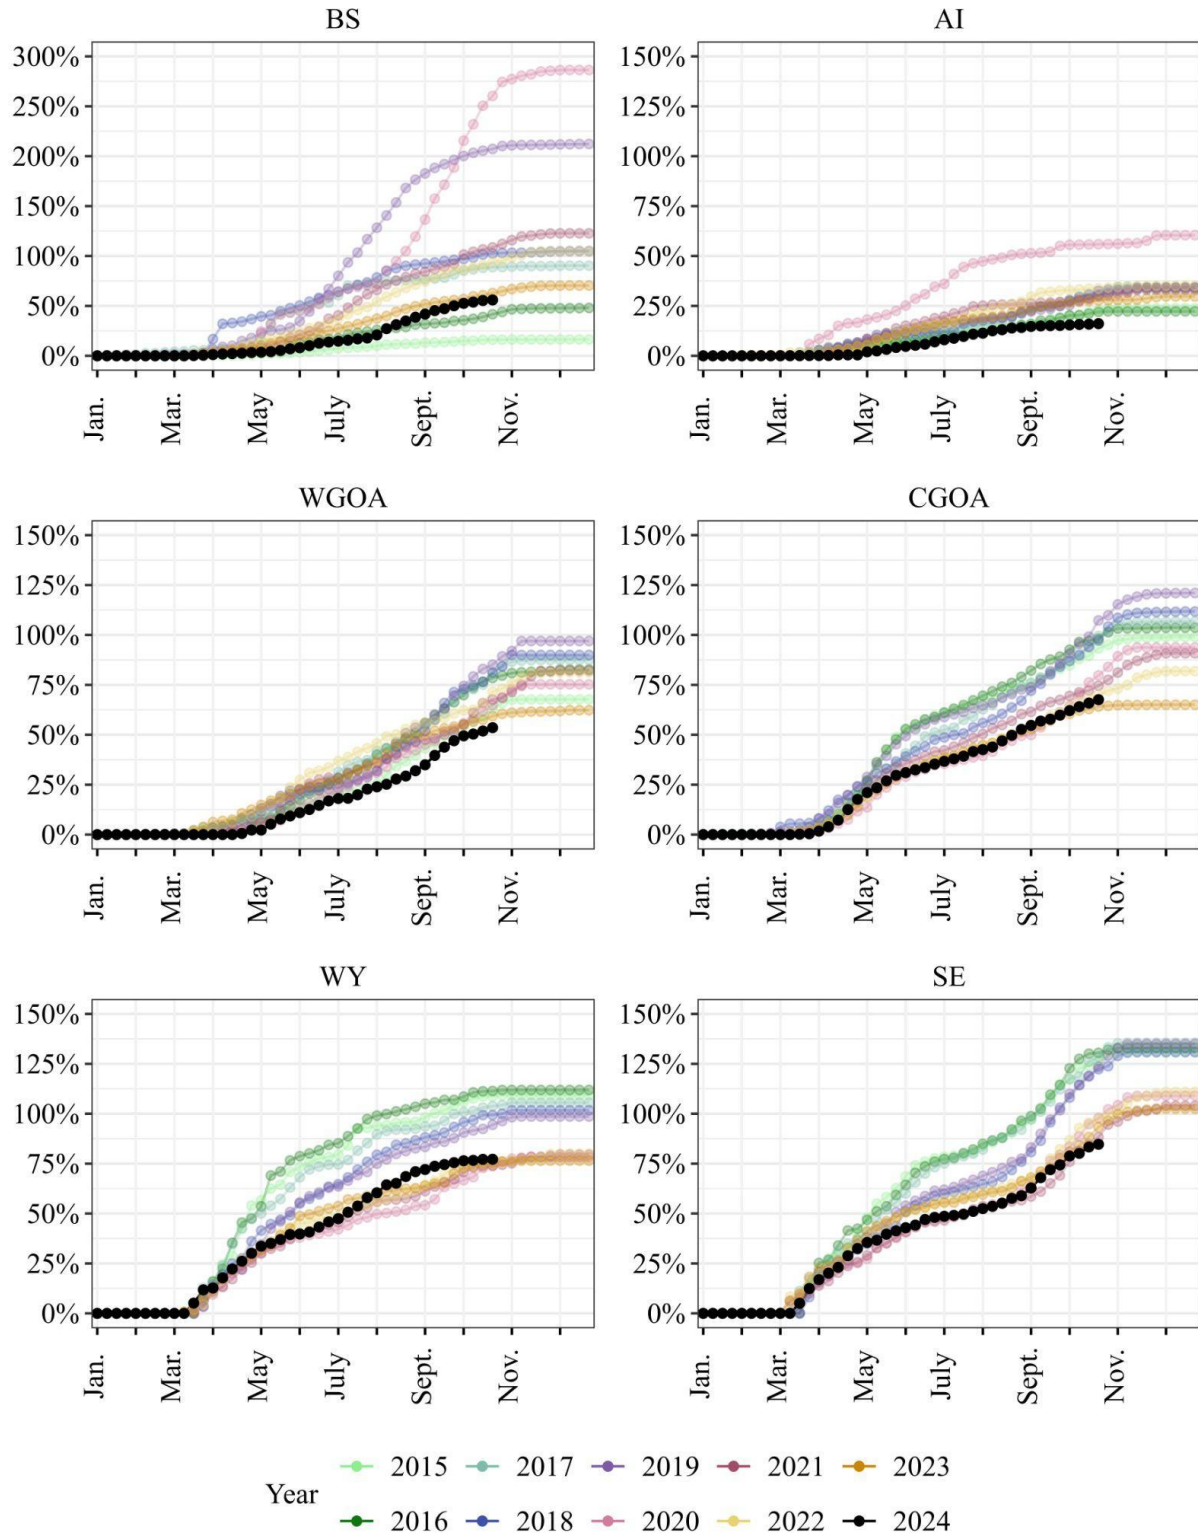 BS
300%
250%
200%
150%
100%
50%
0%
Jan.
Mar.
May
July
Sept.
Nov.
AI
150%
125%
100%
75%
50%
25%
0%
Jan.
Mar.
May
July
Sept.
Nov.
WGOA
150%
125%
100%
75%
50%
25%
0%
Jan.
Mar.
May
July
Sept.
Nov.
CGOA
150%
125%
100%
75%
50%
25%
0%
Jan.
Mar.
May
July
Sept.
Nov.
WY
150%
125%
100%
75%
50%
25%
0%
Jan.
Mar.
May
July
Sept.
Nov.
SE
150%
125%
100%
75%
50%
25%
0%
Jan.
Mar.
May
July
Sept.
Nov.
Year
2015 2017 2019 2021 2023
2016 2018 2020 2022 2024